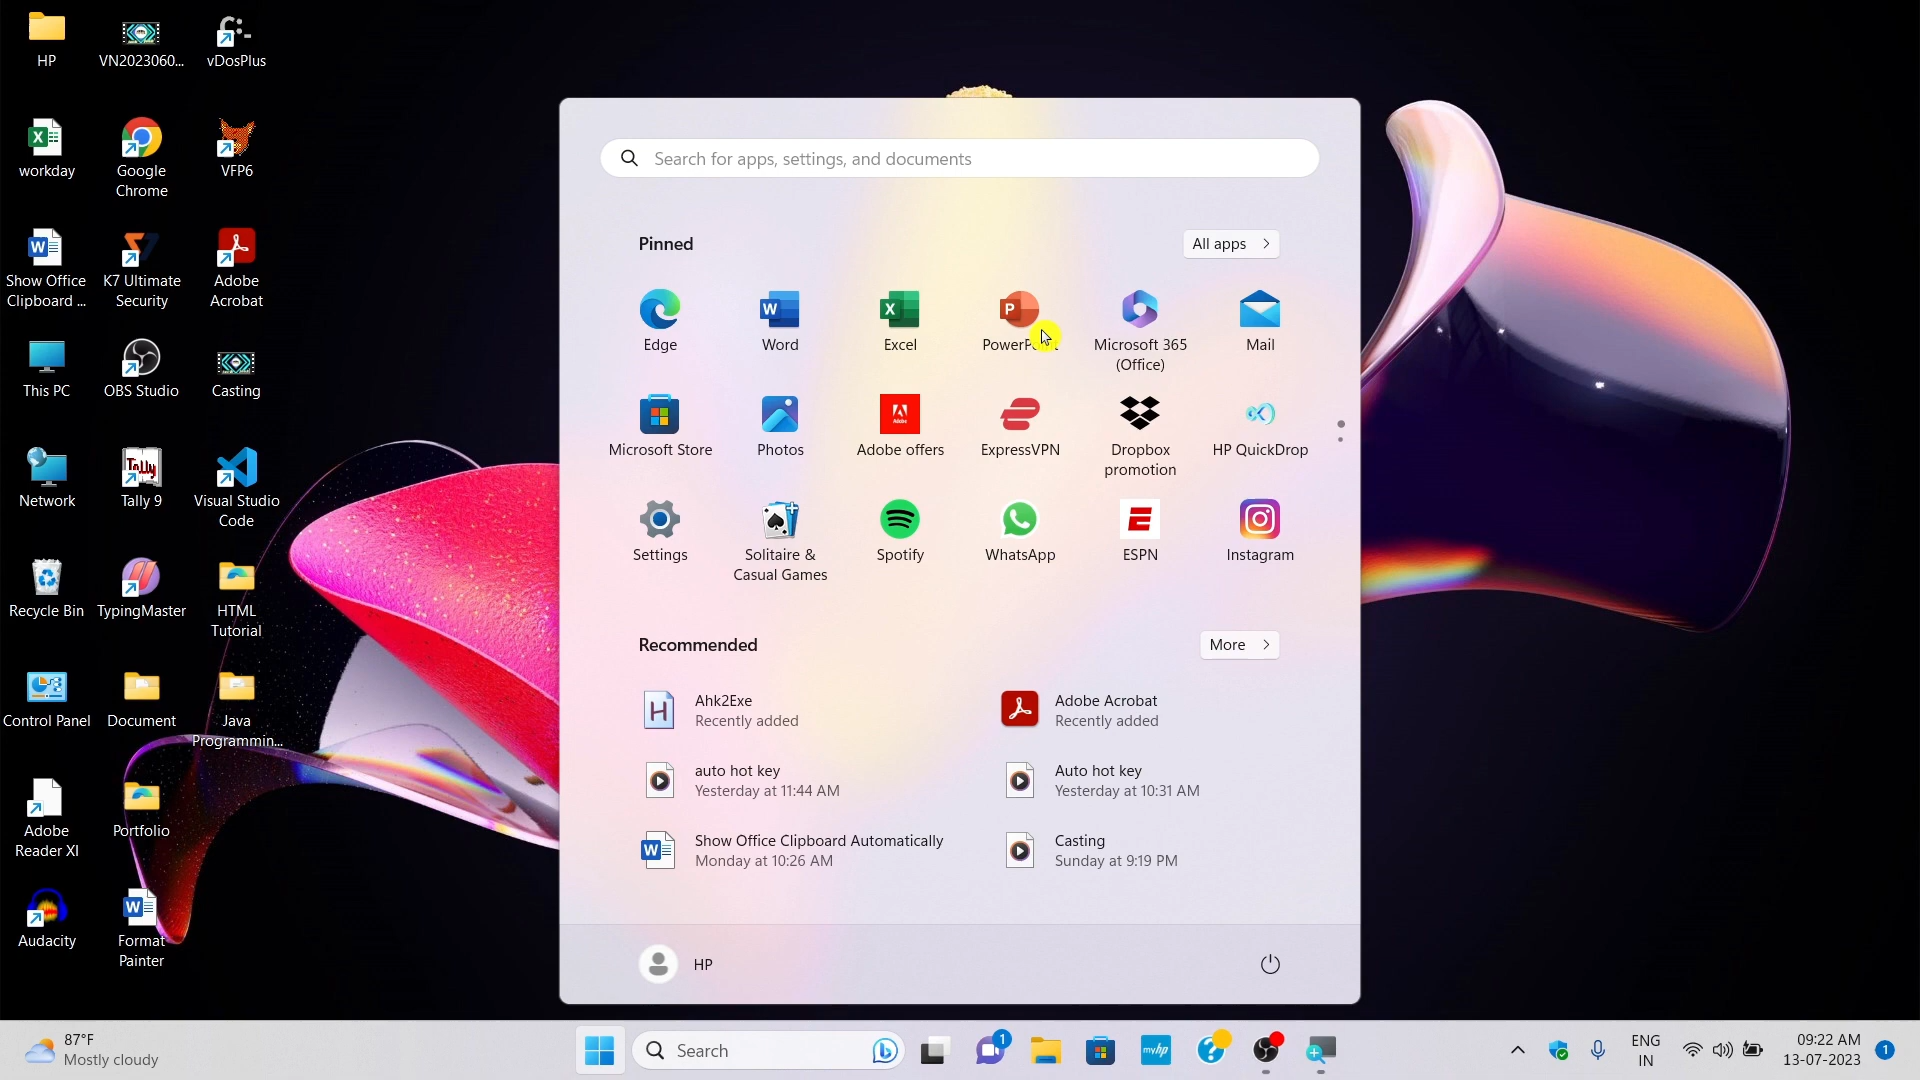 HP
VN2023060...
vDosPlus
workday
Google
Chrome
VFP6
Show Office
Clipboard ...
K7 Ultimate
Security
Adobe
Acrobat
This PC
OBS Studio
Casting
Network
Tally 9
Visual Studio
Code
Recycle Bin
TypingMaster
HTML
Tutorial
Control Panel
Document
Java
Programmin...
Adobe
Reader XI
Portfolio
Audacity
Format
Painter
Search for apps, settings, and documents
Pinned
All apps
Edge
Word
Excel
PowerPoint
Microsoft 365
(Office)
Mail
Microsoft Store
Photos
Adobe offers
ExpressVPN
Dropbox
promotion
HP QuickDrop
Settings
Solitaire &
Casual Games
Spotify
WhatsApp
ESPN
Instagram
Recommended
More
Ahk2Exe
Recently added
Adobe Acrobat
Recently added
auto hot key
Yesterday at 11:44 AM
Auto hot key
Yesterday at 10:31 AM
Show Office Clipboard Automatically
Monday at 10:26 AM
Casting
Sunday at 9:19 PM
HP
87°F
Mostly cloudy
Search
1
myhp
ENG
IN
09:22 AM
13-07-2023
1